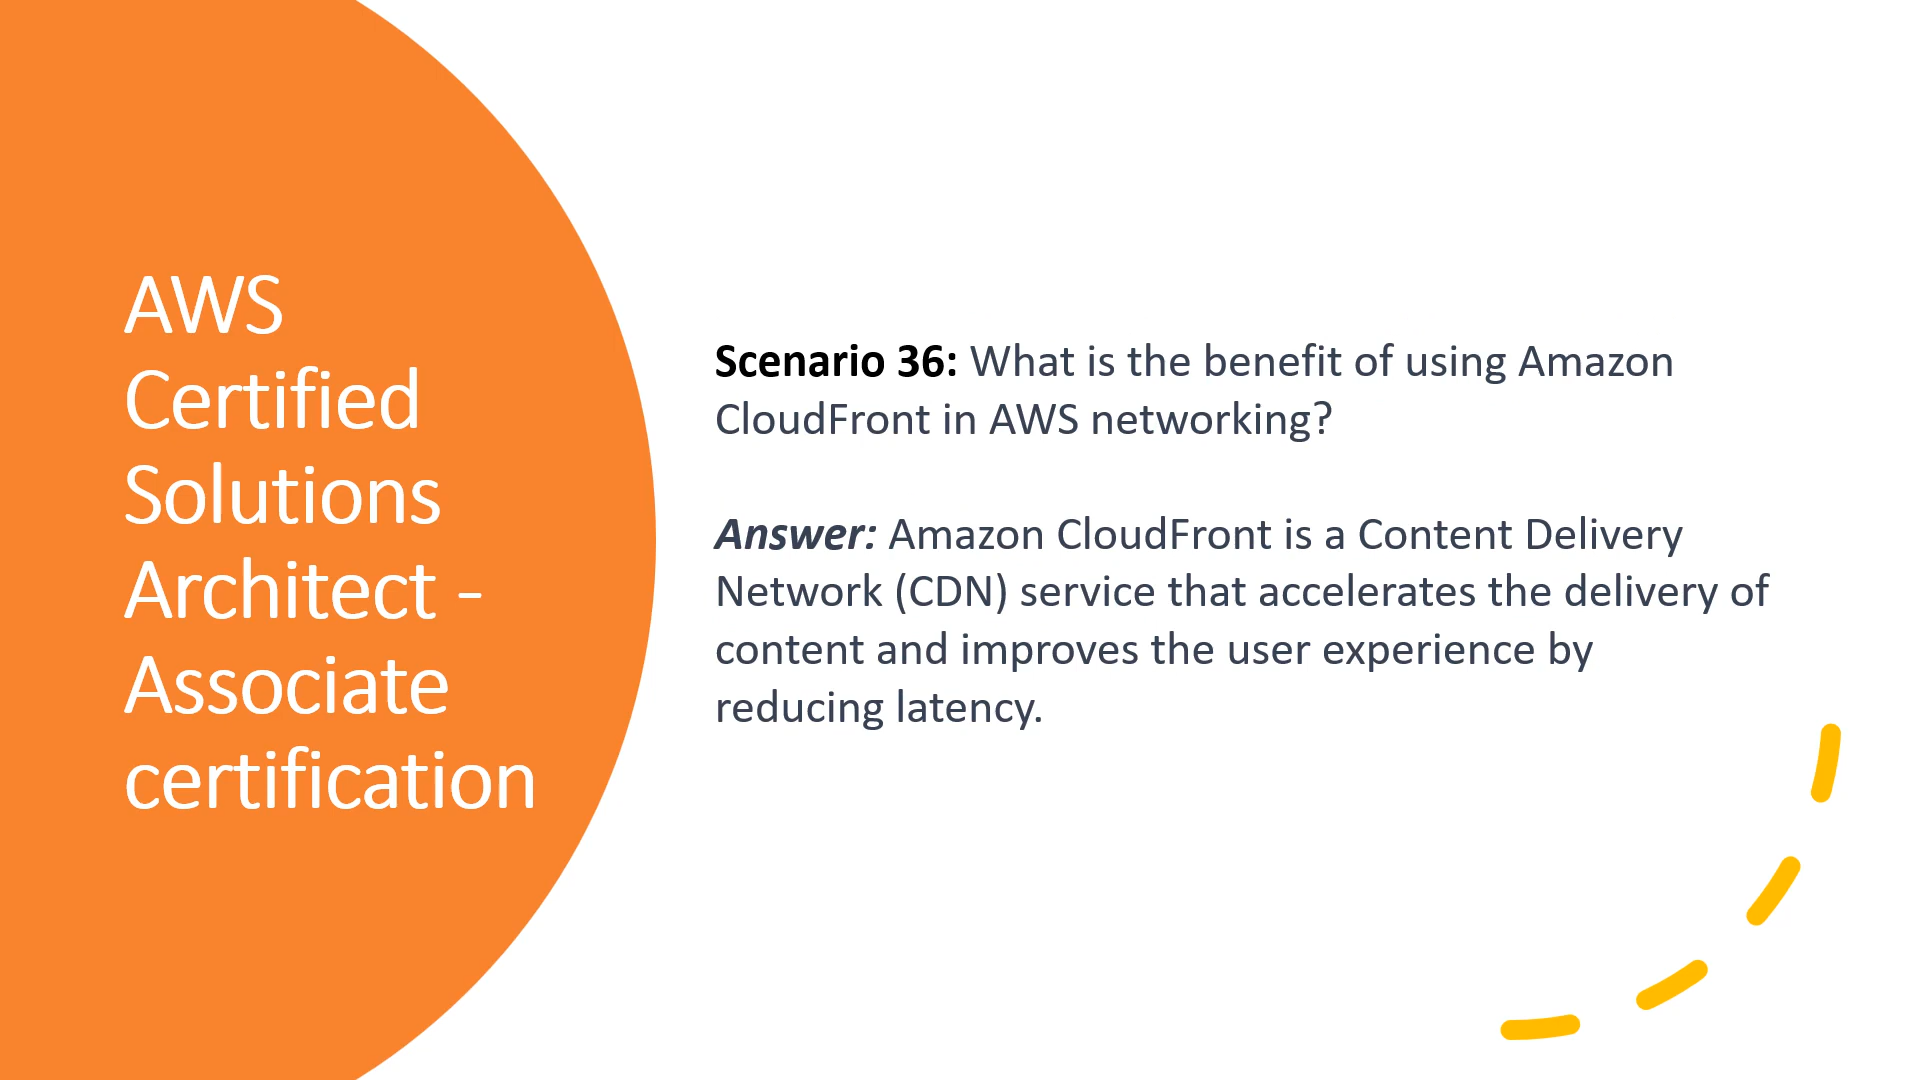 AWS
Certified
Solutions
Architect -
Associate
certification
Scenario 36: What is the benefit of using Amazon
CloudFront in AWS networking?
Answer: Amazon CloudFront is a Content Delivery
Network (CDN) service that accelerates the delivery of
content and improves the user experience by
reducing latency.